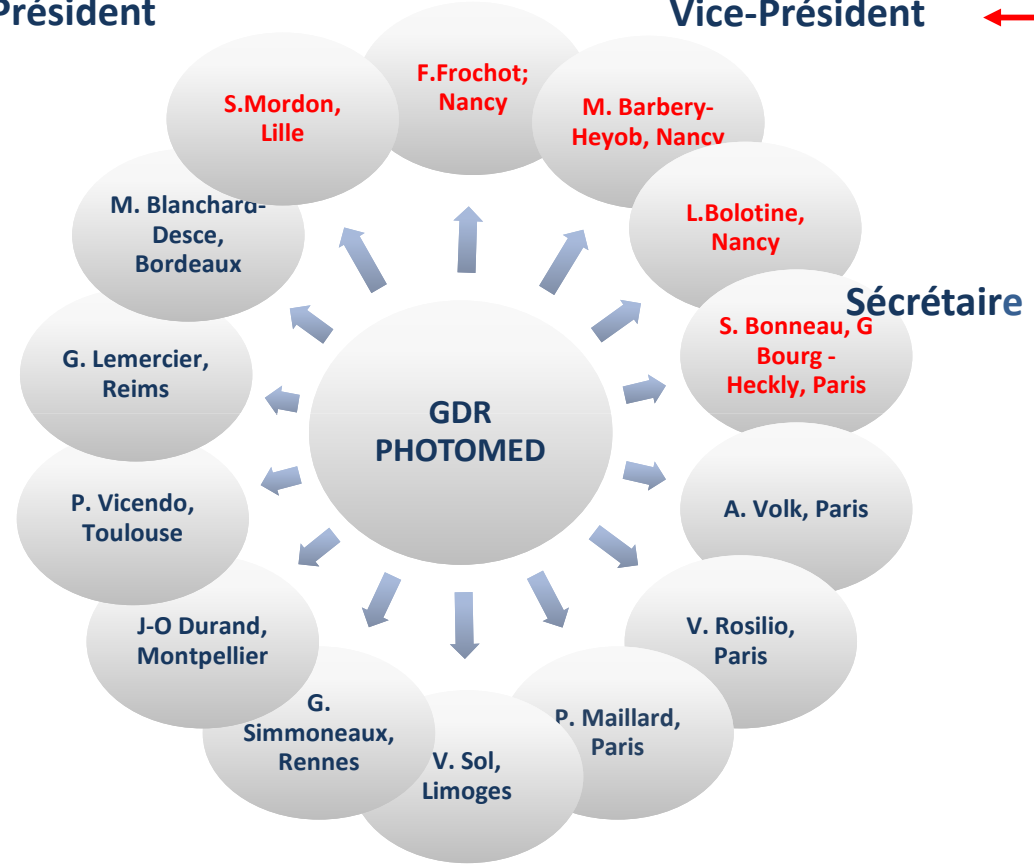 Président
Vice-Président
F.Frochot;
Nancy
S.Mordon,
Lille
M. Barbery-
Heyob, Nancy
M. Blanchard-
Desce,
Bordeaux
L.Bolotine,
Nancy
Sécrétaire
S. Bonneau, G
Bourg -
Heckly, Paris
G. Lemercier,
Reims
GDR
PHOTOMED
P. Vicendo,
Toulouse
A. Volk, Paris
J-O Durand,
Montpellier
V. Rosilio,
Paris
G.
Simmoneaux,
Rennes
P. Maillard,
Paris
V. Sol,
Limoges